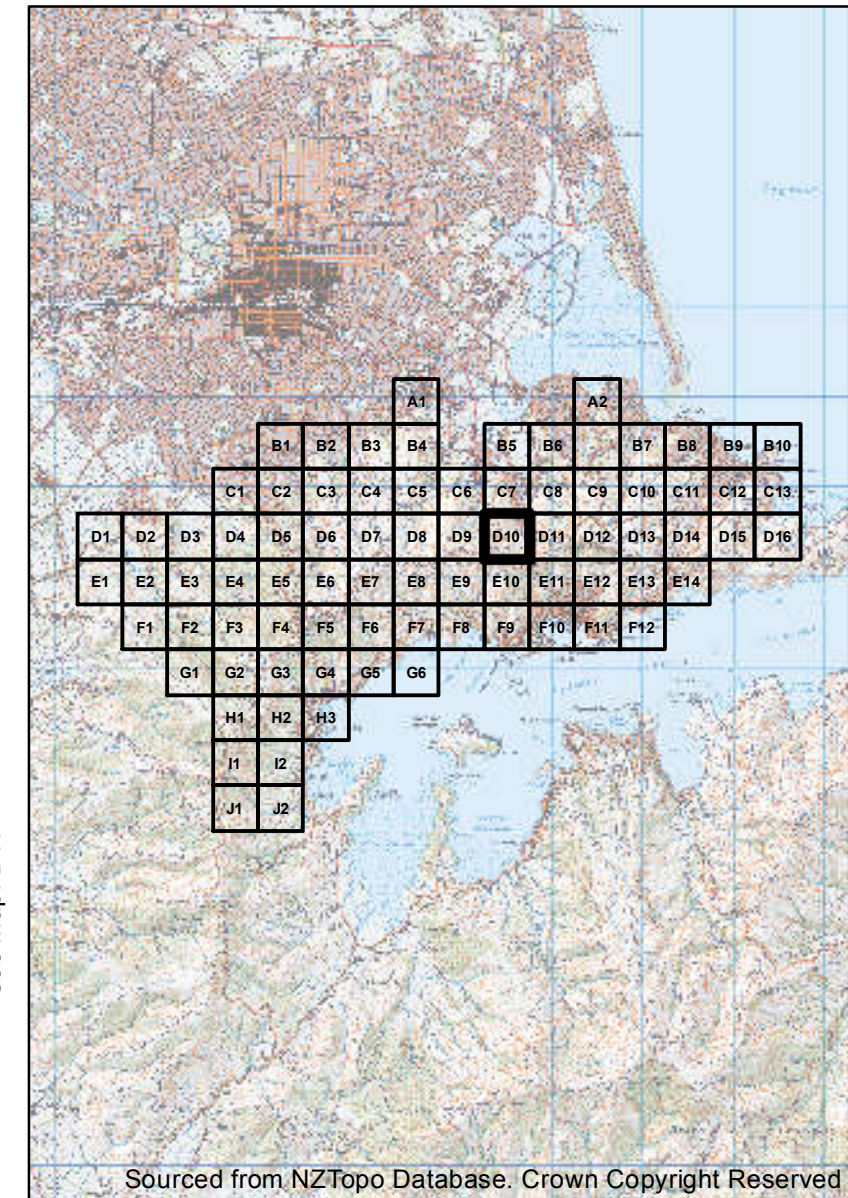 A1 A2
B1 B2 B3 B4 B5 B6 B7 B8 B9 B10
C1 C2 C3 C4 C5 C6 C7 C8 C9 C10 C11 C12 C13
D1 D2 D3 D4 D5 D6 D7 D8 D9 D10 D11 D12 D13 D14 D15 D16
E1 E2 E3 E4 E5 E6 E7 E8 E9 E10 E11 E12 E13 E14
F1 F2 F3 F4 F5 F6 F7 F8 F9 F10 F11 F12
G1 G2 G3 G4 G5 G6
H1 H2 H3
I1 I2
J1 J2
Sourced from NZTopo Database. Crown Copyright Reserved